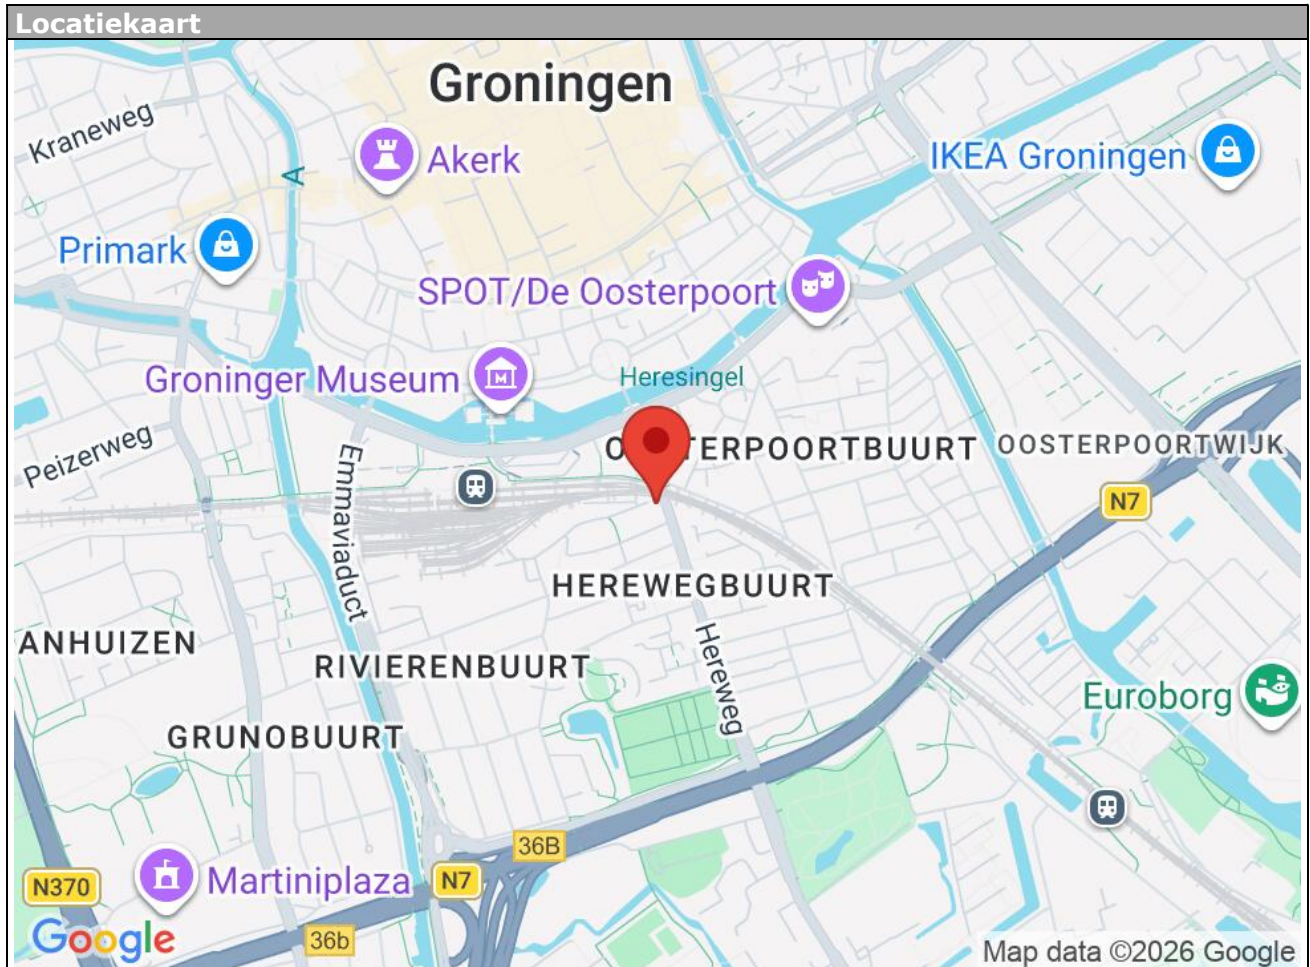 Locatiekaart
Groningen
Kraneweg
Akerk
IKEA Groningen
A
Primark
SPOT/De Oosterpoort
Groninger Museum
Heresingel
Peizerweg
TERPOORTBUURT
OOSTERPOORTWIJK
Emmaviaduct
N7
HEREWEGBUURT
ANHUIZEN
RIVIERENBUURT
Hereweg
Euroborg
GRUNOBUURT
36B
N370
Martiniplaza
N7
36b
Google
Map data ©2026 Google